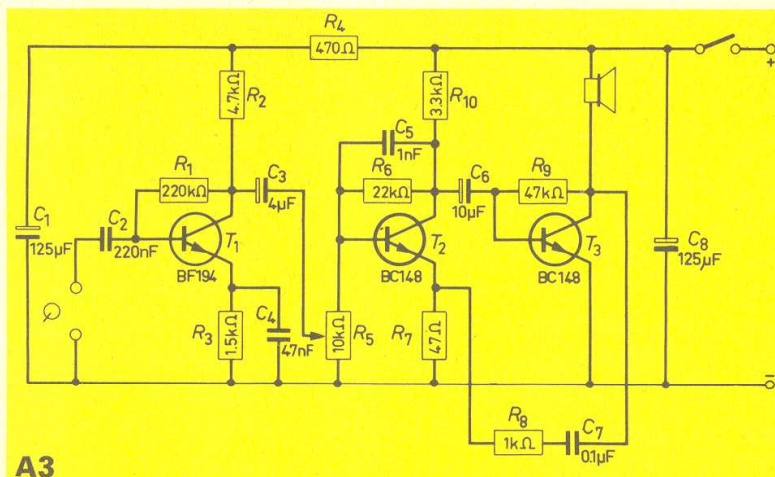 R4
470Ω
+
4.7kΩ
R2
3.3kΩ
R10
C5
1nF
R1
220kΩ
C3
4µF
R6
22kΩ
C6
10µF
R9
47kΩ
C1
125µF
C2
220nF
T1
BF194
T2
BC148
T3
BC148
C8
125µF
R3
1.5kΩ
C4
47nF
10kΩ
R5
R7
47Ω
−
R8
1kΩ
C7
0.1µF
A3